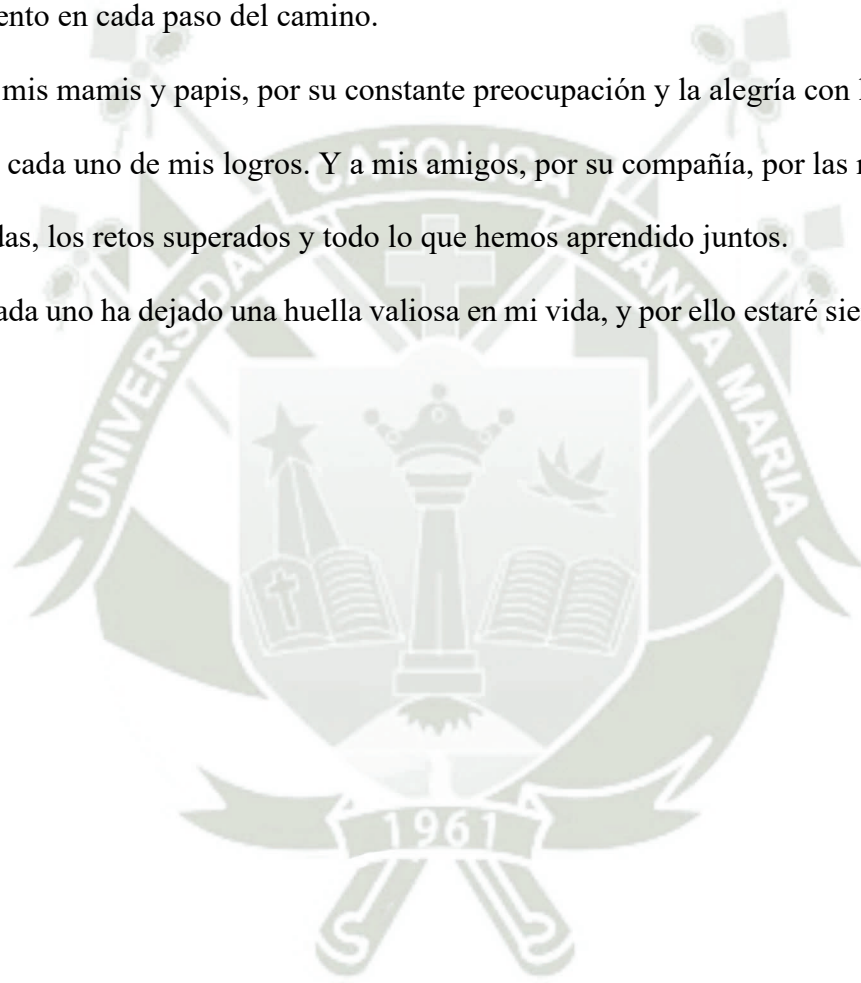 ento en cada paso del camino.
mis mamis y papis, por su constante preocupación y la alegría con
cada uno de mis logros. Y a mis amigos, por su compañía, por las
das, los retos superados y todo lo que hemos aprendido juntos.
ada uno ha dejado una huella valiosa en mi vida, y por ello estaré sie
UNIVERSIDAD CATOLICA SANTA MARIA
1961